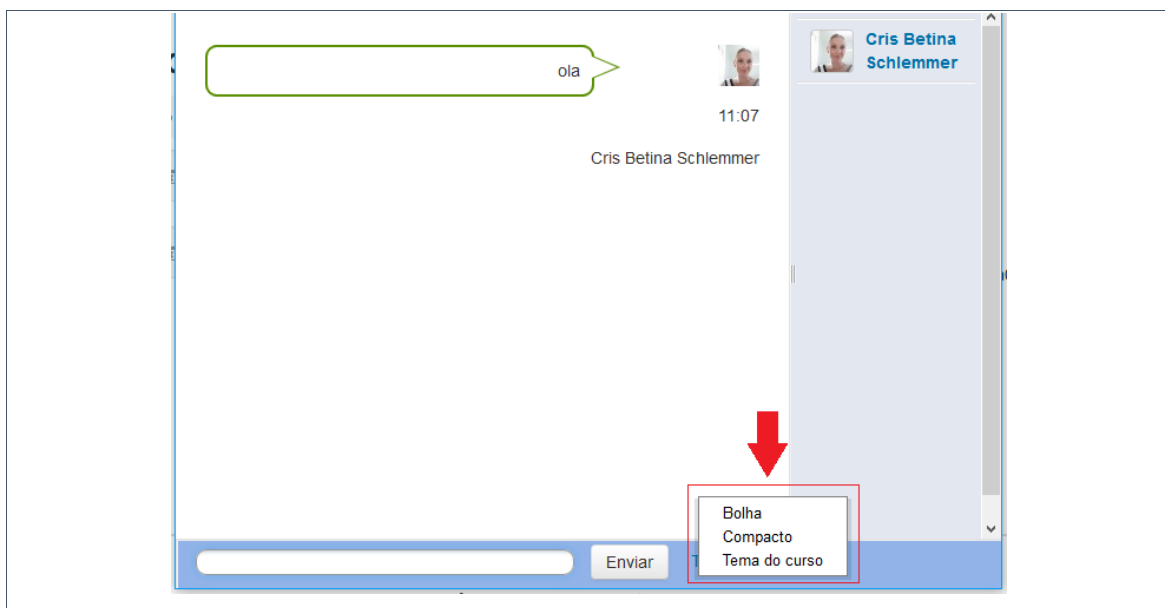 ola
11:07
Cris Betina Schlemmer
Cris Betina
Schlemmer
Bolha
Compacto
Tema do curso
Enviar